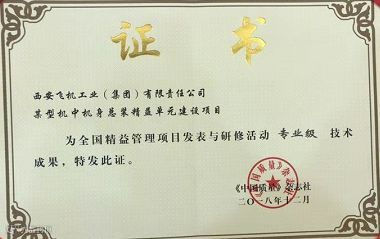 证书
西安飞机工业(集团)有限责任公司
某型机中机身总装精益单元建设项目
为全国精益管理项目发表与研修活动 专业级 技术
成果,特发此证。
《中国质量》杂志社
二〇一八年十二月